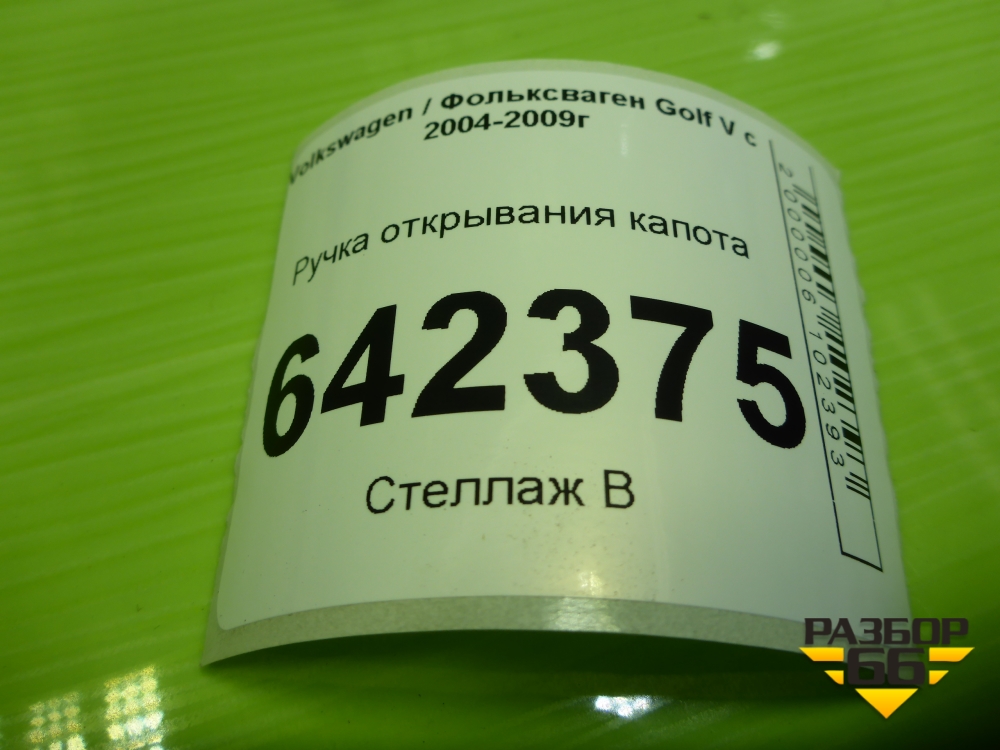 Volkswagen / Фольксваген Golf V с
2004-2009г
Ручка открывания капота
642375
Стеллаж В
2000006102393
РАЗБОР
66